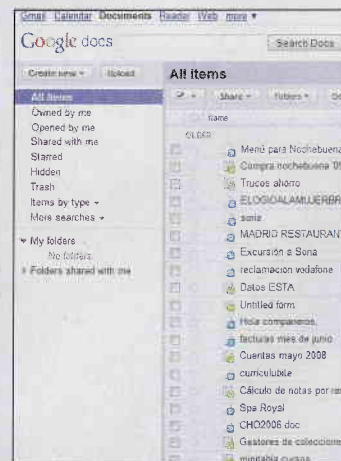 Gmail Calendar Documents Reader Web more ▼
Google docs
Search Docs
Create new Upload
All items
All items
Share Folders
Owned by me
Name
Opened by me
OLDER
Shared with me
Starred
Menú para Nochebuena
Hidden
Compra nochebuena
Trash
Trucos ahorro
Items by type
ELOGIOALAMUJERBR
More searches
soria
My folders
MADRID RESTAURANT
No folders
Excursión a Soria
Folders shared with me
reclamacion vodafone
Datos ESTA
Untitled form
Hola compañeros,
facturas mes de junio
Cuentas mayo 2008
Cálculo de notas por
Spa Royal
CHO2006.doc
Gestores de colecciones